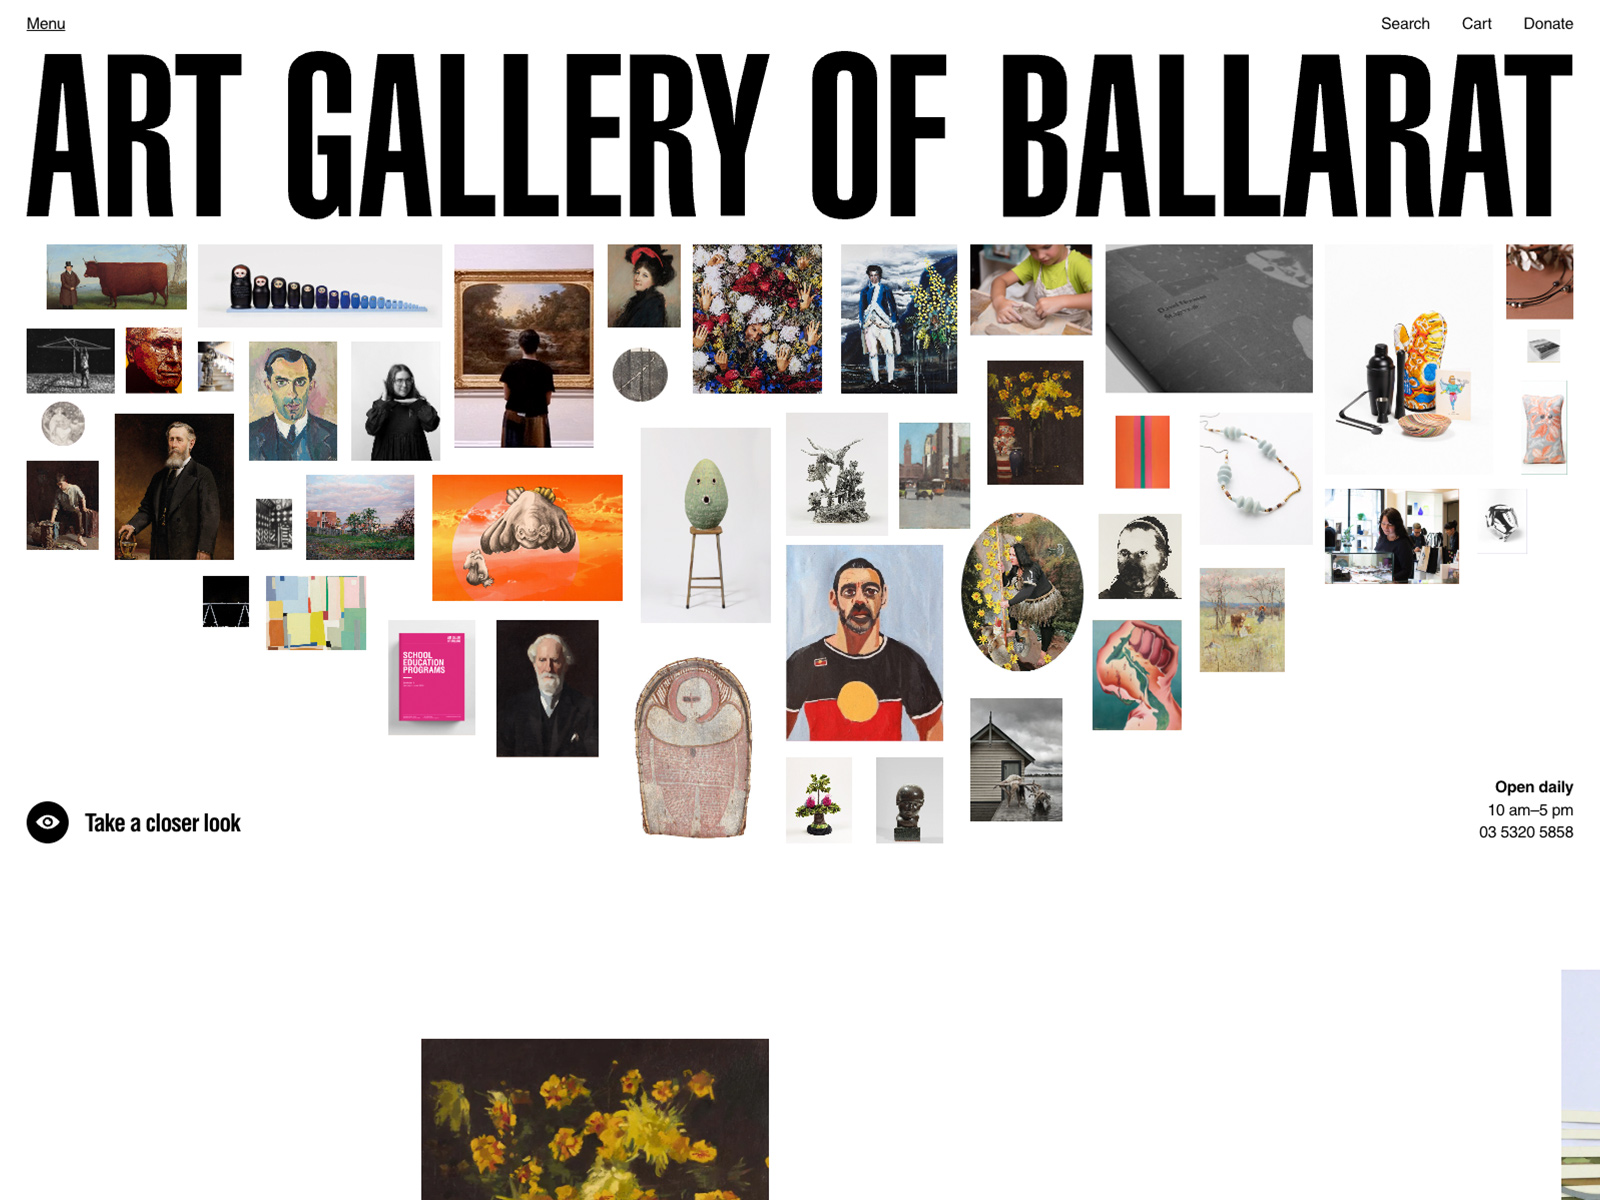 Menu
Search
Cart
Donate
ART GALLERY OF BALLARAT
SCHOOL
EDUCATION
PROGRAMS
Take a closer look
Open daily
10 am–5 pm
03 5320 5858